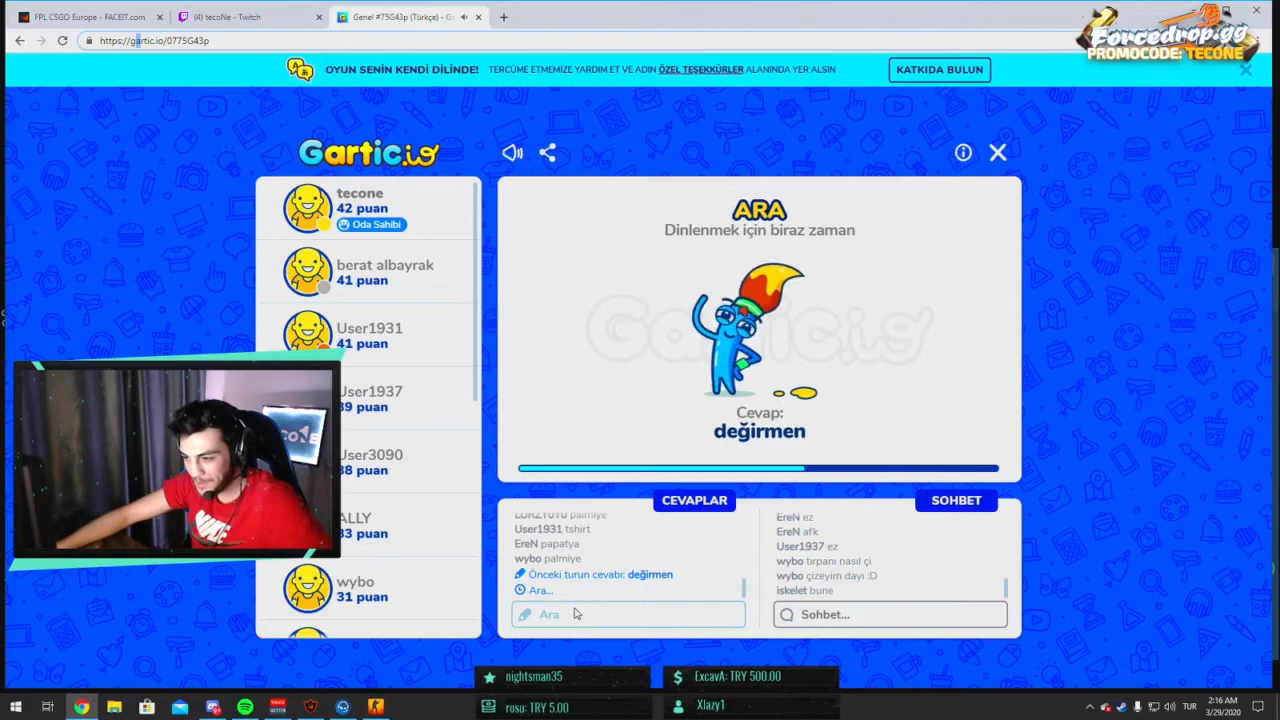 FPL CSGO Europe - FACEIT.com
(4) tecoNe - Twitch
Genel #75G43p (Türkçe) - G
https://gartic.io/0775G43p
Forcedrop.gg
PROMOCODE: TECONE
OYUN SENİN KENDİ DİLİNDE! TERCÜME ETMEMİZE YARDIM ET VE ADIN ÖZEL TEŞEKKÜRLER ALANINDA YER ALSIN
KATKIDA BULUN
Gartic.io
tecone
42 puan
Oda Sahibi
berat albayrak
41 puan
User1931
41 puan
User1937
39 puan
User3090
38 puan
ALLY
33 puan
wybo
31 puan
ARA
Dinlenmek için biraz zaman
Gartic.io
Cevap:
değirmen
CEVAPLAR
palmiye
User1931 tshirt
EreN papatya
wybo palmiye
Önceki turun cevabı: değirmen
Ara...
Ara
SOHBET
EreN ez
EreN afk
User1937 ez
wybo tırpanı nasıl çi
wybo çizeyim dayı :D
iskelet bune
Sohbet...
nightsman35
ExcavA: TRY 500.00
rosu: TRY 5.00
Xlazy1
TUR
2:16 AM
3/29/2020